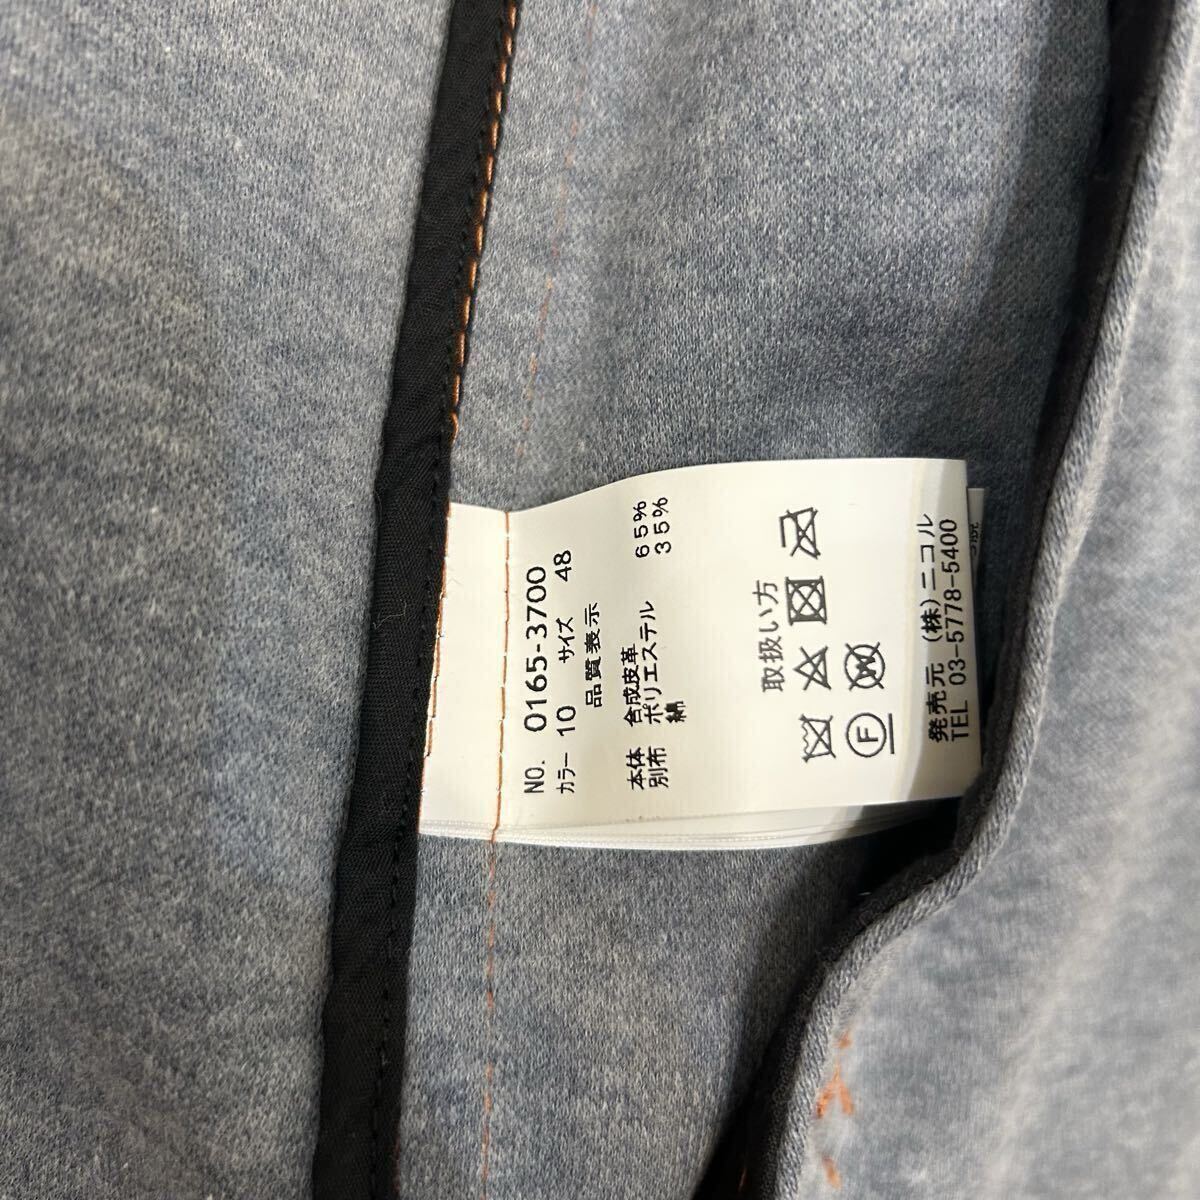 NO. 0165-3700
カラー 10 サイズ 48
品質表示
本体 合成皮革
別布 ポリエステル 65%
綿 35%
取扱い方
F W
発売元 (株)ニコル
TEL 03-5778-5400